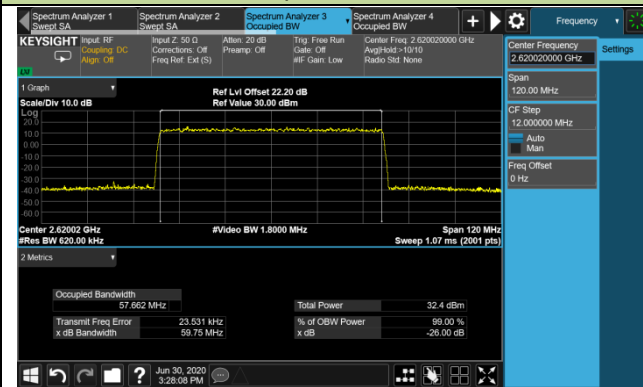 Spectrum Analyzer 1
Swept SA
Spectrum Analyzer 2
Swept SA
Spectrum Analyzer 3
Occupied BW
Spectrum Analyzer 4
Occupied BW
Frequency
KEYSIGHT
Input: RF
Coupling: DC
Align: Off
Input Z: 50 Ω
Corrections: Off
Freq Ref: Ext (S)
Atten: 20 dB
Preamp: Off
Trig: Free Run
Gate: Off
#IF Gain: Low
Center Freq: 2.620020000 GHz
Avg|Hold:>10/10
Radio Std: None
Center Frequency
2.620020000 GHz
Settings
Span
120.00 MHz
CF Step
12.000000 MHz
Auto
Man
Freq Offset
0 Hz
1 Graph
Scale/Div 10.0 dB
Ref Lvl Offset 22.20 dB
Ref Value 30.00 dBm
Log
20.0
10.0
0.00
-10.0
-20.0
-30.0
-40.0
-50.0
-60.0
Center 2.62002 GHz
#Res BW 620.00 kHz
#Video BW 1.8000 MHz
Span 120 MHz
Sweep 1.07 ms (2001 pts)
2 Metrics
Occupied Bandwidth
57.662 MHz
Total Power
32.4 dBm
Transmit Freq Error
23.531 kHz
% of OBW Power
99.00 %
x dB Bandwidth
59.75 MHz
x dB
-26.00 dB
Jun 30, 2020
3:28:08 PM